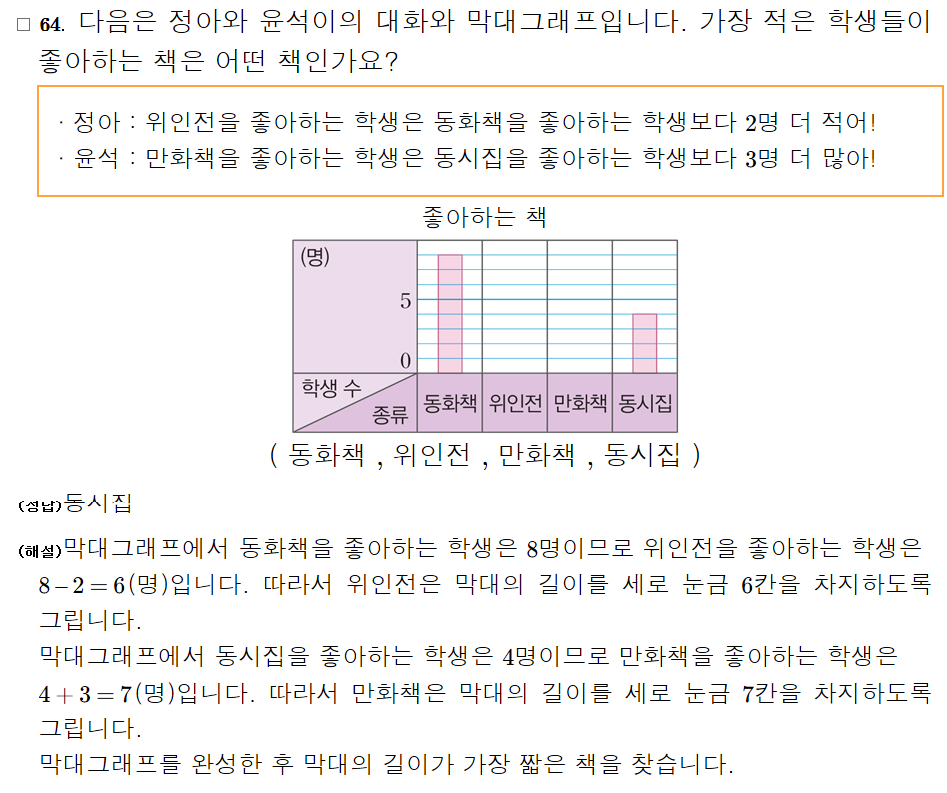 □ 64. 다음은 정아와 윤석이의 대화와 막대그래프입니다. 가장 적은 학생들이
좋아하는 책은 어떤 책인가요?
· 정아 : 위인전을 좋아하는 학생은 동화책을 좋아하는 학생보다 2명 더 적어!
· 윤석 : 만화책을 좋아하는 학생은 동시집을 좋아하는 학생보다 3명 더 많아!
좋아하는 책
(명)
5
0
학생 수
종류
동화책 위인전 만화책 동시집
( 동화책 , 위인전 , 만화책 , 동시집 )
(정답)동시집
(해설)막대그래프에서 동화책을 좋아하는 학생은 8명이므로 위인전을 좋아하는 학생은
8－2＝6(명)입니다. 따라서 위인전은 막대의 길이를 세로 눈금 6칸을 차지하도록
그립니다.
막대그래프에서 동시집을 좋아하는 학생은 4명이므로 만화책을 좋아하는 학생은
4＋3＝7(명)입니다. 따라서 만화책은 막대의 길이를 세로 눈금 7칸을 차지하도록
그립니다.
막대그래프를 완성한 후 막대의 길이가 가장 짧은 책을 찾습니다.